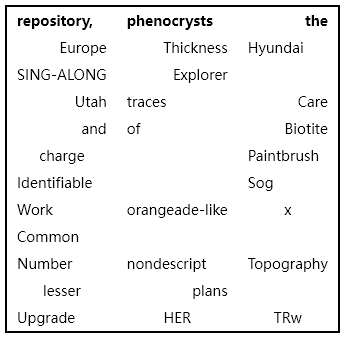 repository, phenocrysts the
Europe Thickness Hyundai
SING-ALONG Explorer
Utah traces Care
and of Biotite
charge Paintbrush
Identifiable Sog
Work orangeade-like x
Common
Number nondescript Topography
lesser plans
Upgrade HER TRw